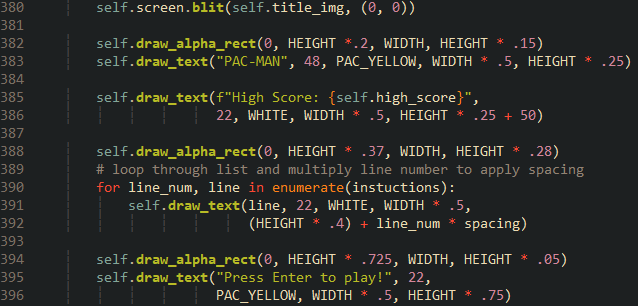 380 self.screen.blit(self.title_img, (0, 0))
381
382 self.draw_alpha_rect(0, HEIGHT *.2, WIDTH, HEIGHT * .15)
383 self.draw_text("PAC-MAN", 48, PAC_YELLOW, WIDTH * .5, HEIGHT * .25)
384
385 self.draw_text(f"High Score: {self.high_score}",
386 22, WHITE, WIDTH * .5, HEIGHT * .25 + 50)
387
388 self.draw_alpha_rect(0, HEIGHT * .37, WIDTH, HEIGHT * .28)
389 # loop through list and multiply line number to apply spacing
390 for line_num, line in enumerate(instuctions):
391 self.draw_text(line, 22, WHITE, WIDTH * .5,
392 (HEIGHT * .4) + line_num * spacing)
393
394 self.draw_alpha_rect(0, HEIGHT * .725, WIDTH, HEIGHT * .05)
395 self.draw_text("Press Enter to play!", 22,
396 PAC_YELLOW, WIDTH * .5, HEIGHT * .75)